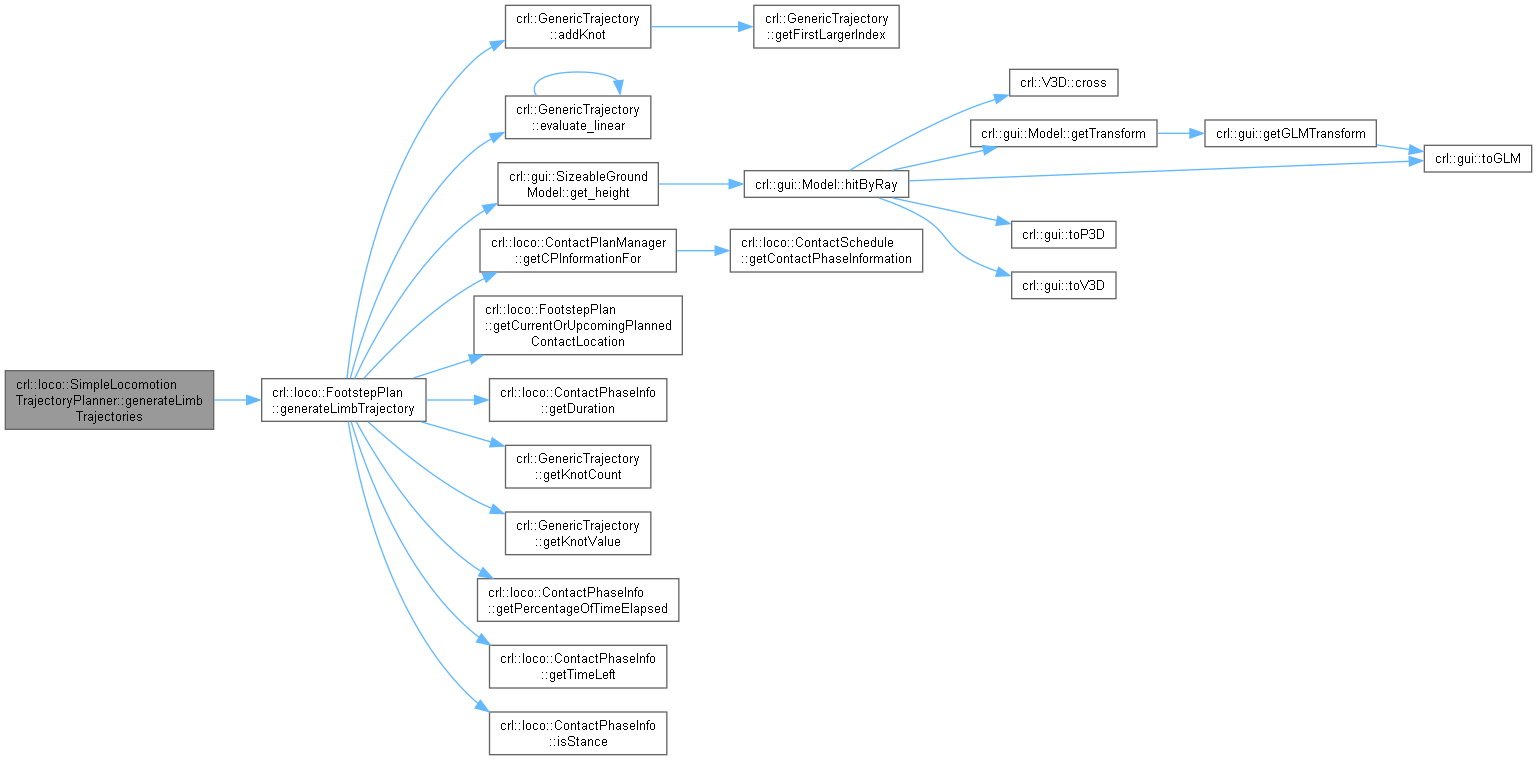 crl::loco::SimpleLocomotion
TrajectoryPlanner::generateLimb
Trajectories
crl::loco::FootstepPlan
::generateLimbTrajectory
crl::GenericTrajectory
::addKnot
crl::GenericTrajectory
::getFirstLargerIndex
crl::GenericTrajectory
::evaluate_linear
crl::gui::SizeableGround
Model::get_height
crl::gui::Model::hitByRay
crl::V3D::cross
crl::gui::Model::getTransform
crl::gui::getGLMTransform
crl::gui::toGLM
crl::gui::toP3D
crl::gui::toV3D
crl::loco::ContactPlanManager
::getCPInformationFor
crl::loco::ContactSchedule
::getContactPhaseInformation
crl::loco::FootstepPlan
::getCurrentOrUpcomingPlanned
ContactLocation
crl::loco::ContactPhaseInfo
::getDuration
crl::GenericTrajectory
::getKnotCount
crl::GenericTrajectory
::getKnotValue
crl::loco::ContactPhaseInfo
::getPercentageOfTimeElapsed
crl::loco::ContactPhaseInfo
::getTimeLeft
crl::loco::ContactPhaseInfo
::isStance